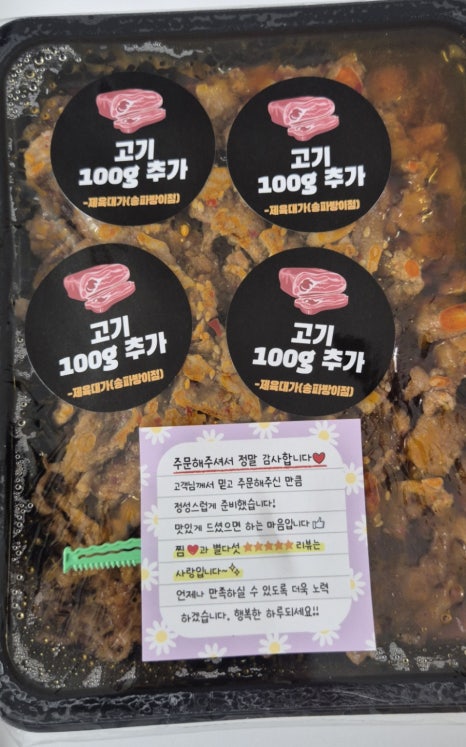 고기
100g 추가
-제육대가(송파방이점)
고기
100g 추가
-제육대가(송파방이점)
고기
100g 추가
-제육대가(송파방이점)
고기
100g 추가
-제육대가(송파방이점)
주문해주셔서 정말 감사합니다❤️
고객님께서 믿고 주문해주신 만큼
정성스럽게 준비했습니다!
맛있게 드셨으면 하는 마음입니다👍
찜❤️과 별다섯★★★★★리뷰는
사랑입니다~✨
언제나 만족하실 수 있도록 더욱 노력
하겠습니다. 행복한 하루되세요!!